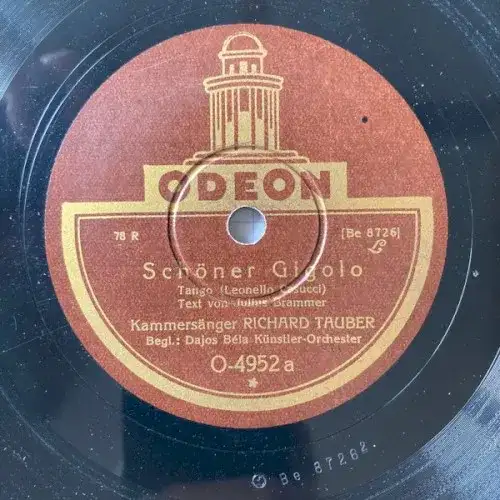 ODEON
78 R
[Be 8726]
L
Schöner Gigolo
Tango (Leonello Casucci)
Text von Julius Brammer
Kammersänger RICHARD TAUBER
Begl.: Dajos Béla Künstler-Orchester
O-4952 a
Be 87262.